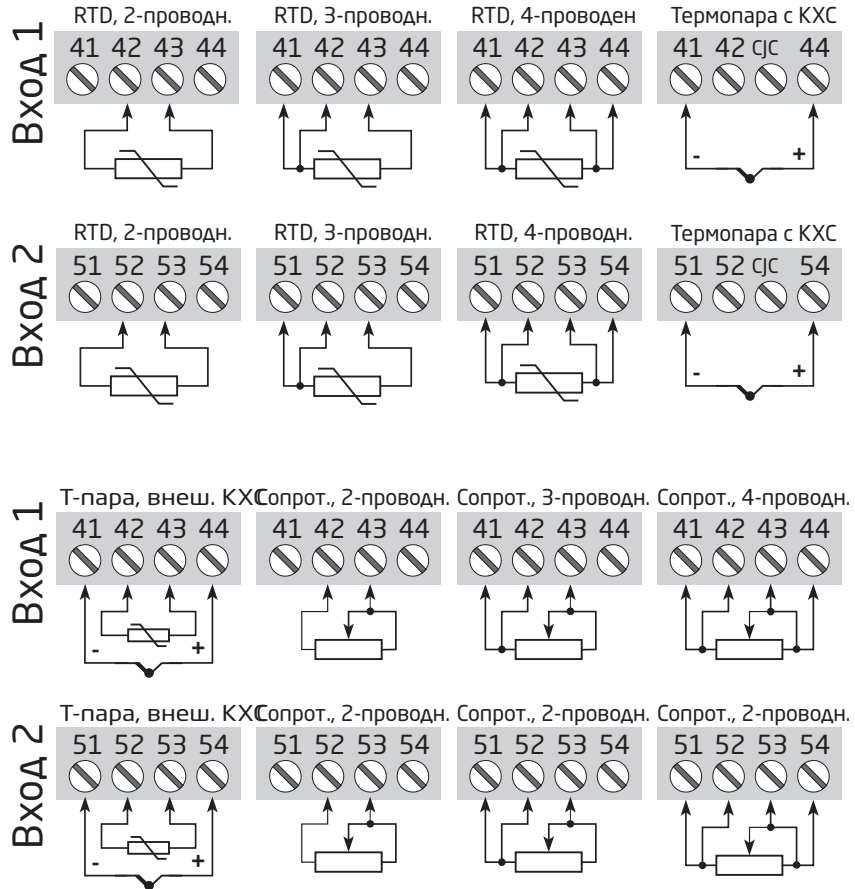 Вход 1
RTD, 2-проводн. RTD, 3-проводн. RTD, 4-проводен Термопара с КХС
41 42 43 44 41 42 43 44 41 42 43 44 41 42 CJC 44
- +
Вход 2
RTD, 2-проводн. RTD, 3-проводн. RTD, 4-проводн. Термопара с КХС
51 52 53 54 51 52 53 54 51 52 53 54 51 52 CJC 54
- +
Вход 1
Т-пара, внеш. КХС Сопрот., 2-проводн. Сопрот., 3-проводн. Сопрот., 4-проводн.
41 42 43 44 41 42 43 44 41 42 43 44 41 42 43 44
- +
Вход 2
Т-пара, внеш. КХС Сопрот., 2-проводн. Сопрот., 2-проводн. Сопрот., 2-проводн.
51 52 53 54 51 52 53 54 51 52 53 54 51 52 53 54
- +